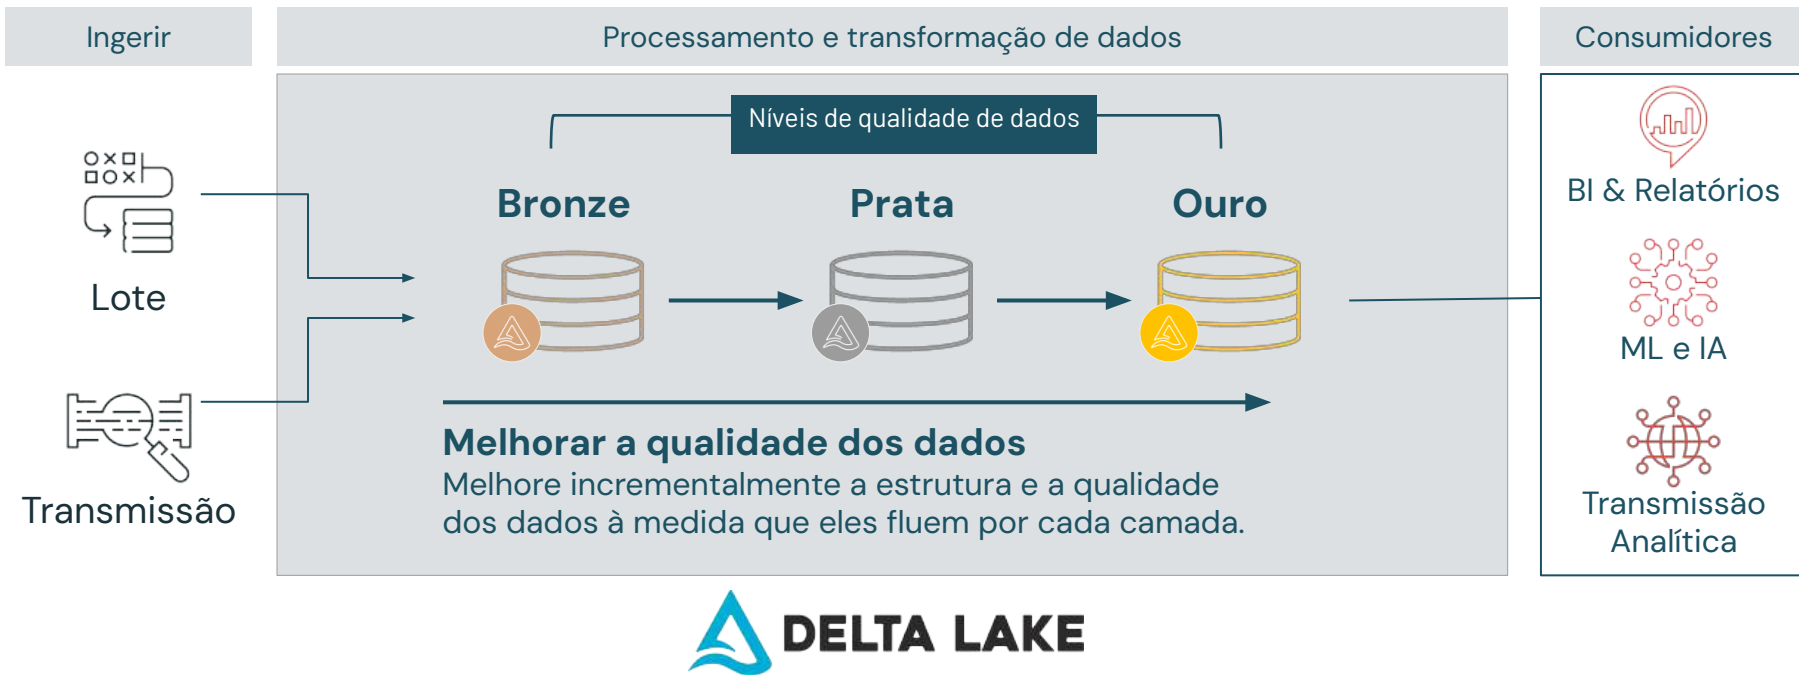 Ingerir
Processamento e transformação de dados
Consumidores
Níveis de qualidade de dados
Bronze
Prata
Ouro
Lote
Transmissão
Melhorar a qualidade dos dados
Melhore incrementalmente a estrutura e a qualidade
dos dados à medida que eles fluem por cada camada.
BI & Relatórios
ML e IA
Transmissão
Analítica
DELTA LAKE